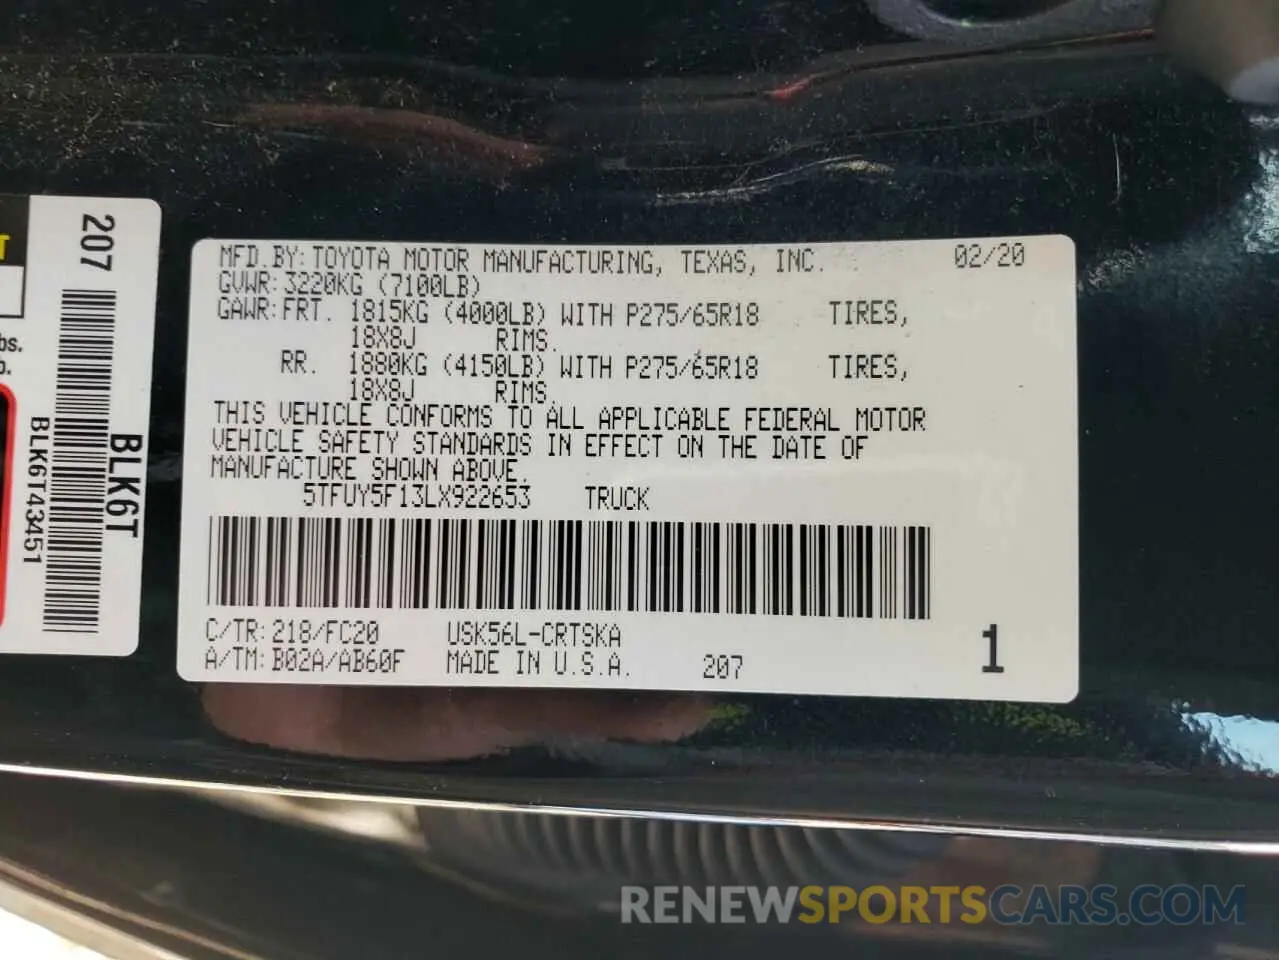 T
bs.
b.
207
BLK6T
BLK6T43451
MFD.BY:TOYOTA MOTOR MANUFACTURING, TEXAS, INC. 02/20
GVWR:3220KG (7100LB)
GAWR:FRT. 1815KG (4000LB) WITH P275/65R18 TIRES,
18X8J RIMS.
RR. 1880KG (4150LB) WITH P275/65R18 TIRES,
18X8J RIMS.
THIS VEHICLE CONFORMS TO ALL APPLICABLE FEDERAL MOTOR
VEHICLE SAFETY STANDARDS IN EFFECT ON THE DATE OF
MANUFACTURE SHOWN ABOVE.
5TFUY5F13LX922653 TRUCK
C/TR:218/FC20 USK56L-CRTSKA
A/TM:B02A/AB60F MADE IN U.S.A. 207
1
RENEWSPORTSCARS.COM